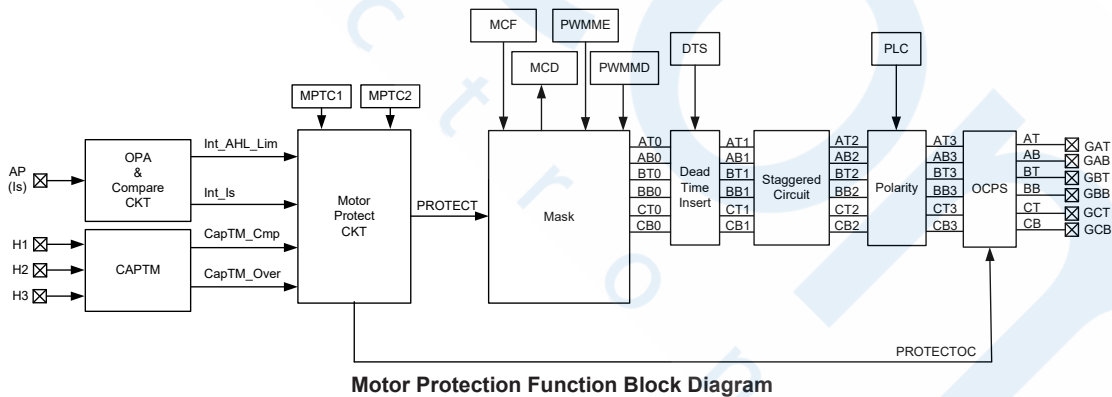 MCF
PWMME
MCD
PWMMD
DTS
PLC
MPTC1
MPTC2
AP
(Is)
OPA
&
Compare
CKT
Int_AHL_Lim
Int_Is
H1
H2
H3
CAPTM
CapTM_Cmp
CapTM_Over
Motor
Protect
CKT
PROTECT
Mask
AT0
AB0
BT0
BB0
CT0
CB0
Dead
Time
Insert
AT1
AB1
BT1
BB1
CT1
CB1
Staggered
Circuit
AT2
AB2
BT2
BB2
CT2
CB2
Polarity
AT3
AB3
BT3
BB3
CT3
CB3
OCPS
AT
AB
BT
BB
CT
CB
GAT
GAB
GBT
GBB
GCT
GCB
PROTECTOC
Motor Protection Function Block Diagram